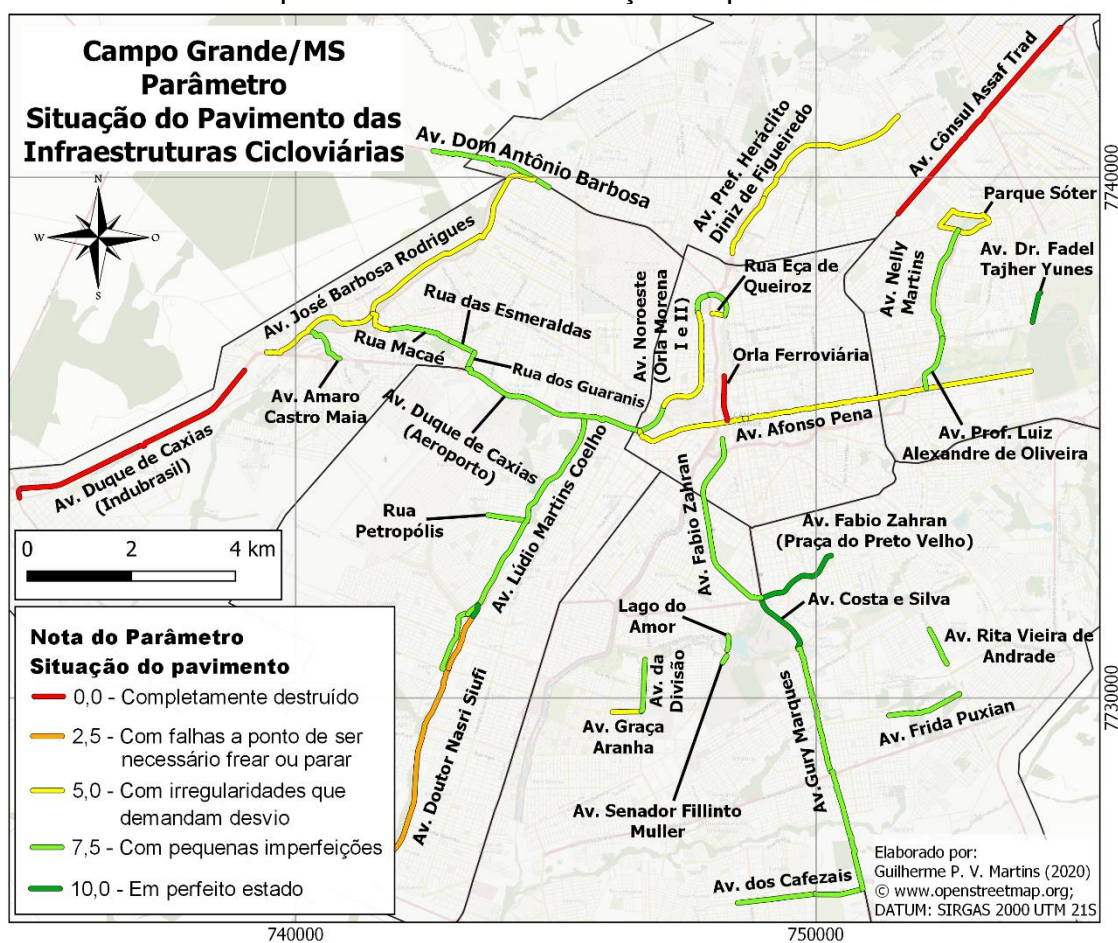 Campo Grande/MS
Parâmetro
Situação do Pavimento das
Infraestruturas Cicloviárias
N
W
O
S
Av. Dom Antônio Barbosa
Av. Pref. Heráclito
Diniz de Figueiredo
Av. Cônsul Assaf Trad
7740000
Parque Sóter
Av. Nelly
Martins
Av. Dr. Fadel
Tajher Yunes
Av. José Barbosa Rodrigues
Rua Eça de
Queiroz
Av. Noroeste
(Orla Morena
I e II)
Rua das Esmeraldas
Rua Macaé
Rua dos Guaranis
Orla Ferroviária
Av. Amaro
Castro Maia
Av. Duque de Caxias
(Aeroporto)
Av. Afonso Pena
Av. Prof. Luiz
Alexandre de Oliveira
Av. Duque de Caxias
(Indubrasil)
Av. Lúdio Martins Coelho
Rua
Petropólis
Av. Fabio Zahran
Av. Fabio Zahran
(Praça do Preto Velho)
0
2
4 km
Av. Costa e Silva
Lago do
Amor
Av. Rita Vieira de
Andrade
Av. da
Divisão
Av. Graça
Aranha
Av. Frida Puxian
7730000
Av. Doutor Nasri Siufi
Av.Gury Marques
Av. Senador Fillinto
Muller
Av. dos Cafezais
Nota do Parâmetro
Situação do pavimento
0,0 - Completamente destruído
2,5 - Com falhas a ponto de ser
necessário frear ou parar
5,0 - Com irregularidades que
demandam desvio
7,5 - Com pequenas imperfeições
10,0 - Em perfeito estado
Elaborado por:
Guilherme P. V. Martins (2020)
© www.openstreetmap.org;
DATUM: SIRGAS 2000 UTM 21S
740000
750000